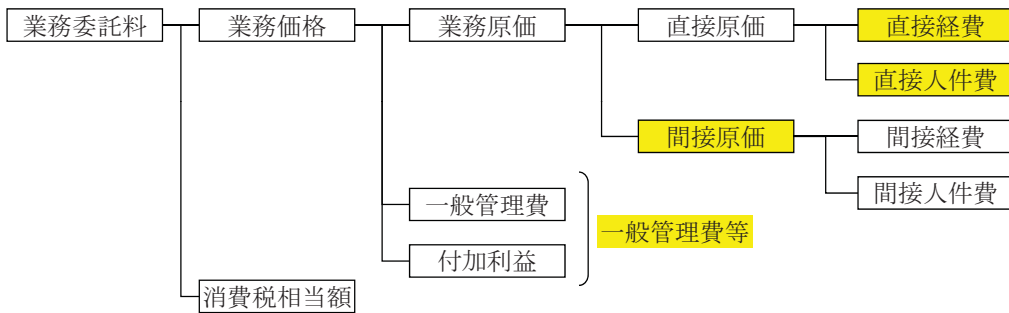 業務委託料
業務価格
業務原価
直接原価
直接経費
直接人件費
間接原価
間接経費
間接人件費
一般管理費
一般管理費等
付加利益
消費税相当額